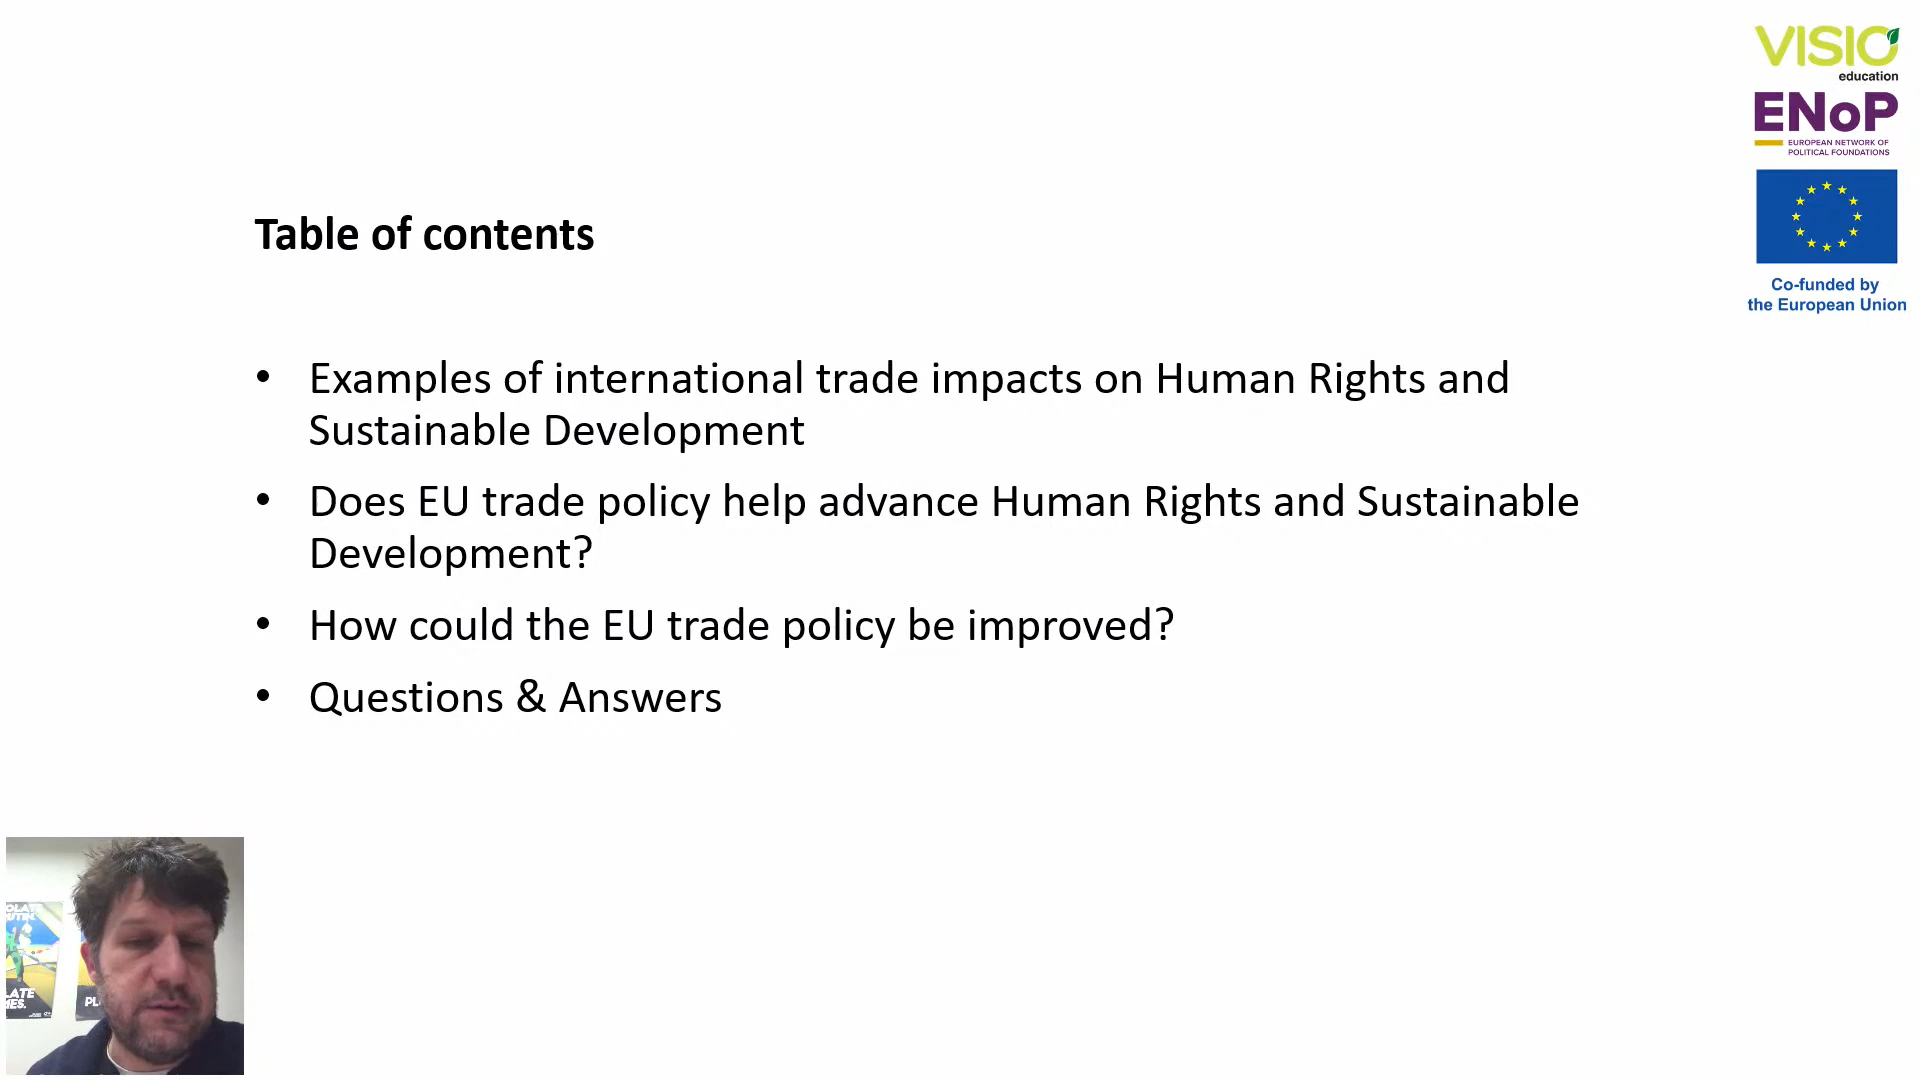 VISIO
education
ENoP
EUROPEAN NETWORK OF
POLITICAL FOUNDATIONS
Co-funded by
the European Union
Table of contents
• Examples of international trade impacts on Human Rights and
Sustainable Development
• Does EU trade policy help advance Human Rights and Sustainable
Development?
• How could the EU trade policy be improved?
• Questions & Answers